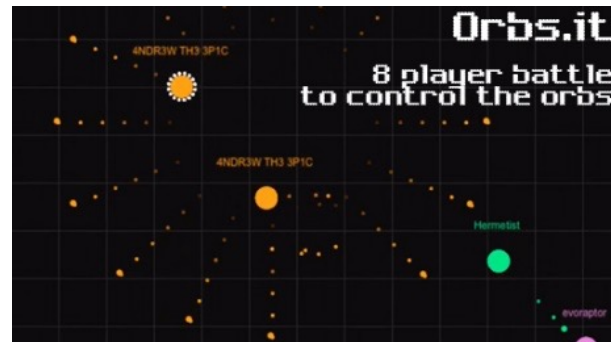 Orbs.it
8 player battle
to control the orbs
4NDR3W TH3 3P1C
4NDR3W TH3 3P1C
Hermetist
evoraptor